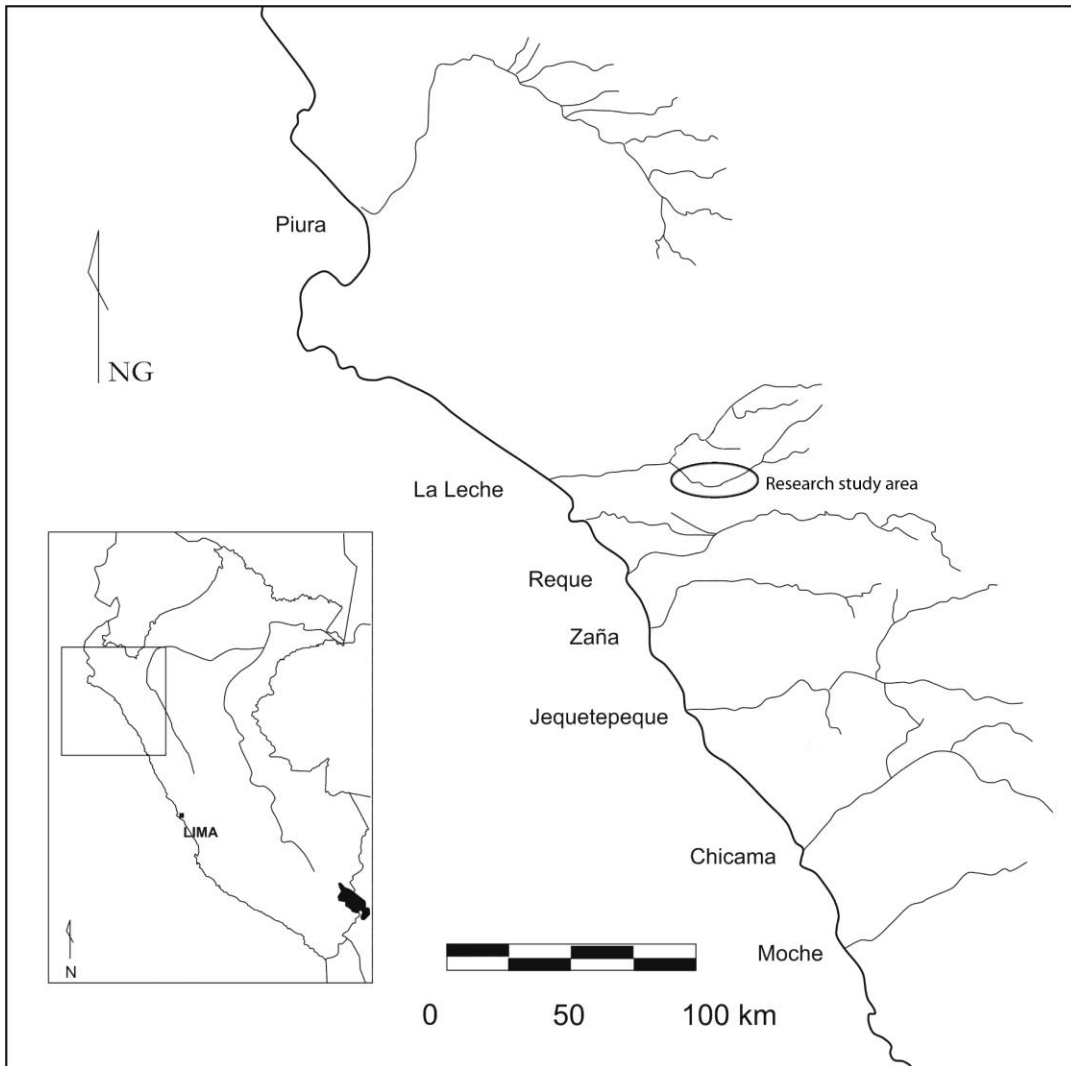 Piura
NG
La Leche
Research study area
Reque
Zaña
Jequetepeque
LIMA
Chicama
Moche
N
0 50 100 km